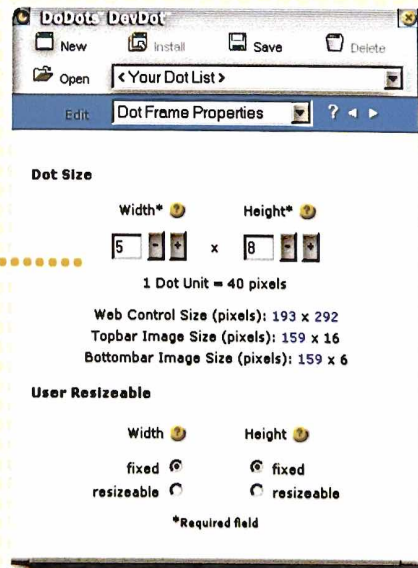 DoDots DevDot
New Install Save Delete
Open <Your Dot List>
Edit Dot Frame Properties ?
Dot Size
Width* ? Height* ?
5 - + x 8 - +
1 Dot Unit = 40 pixels
Web Control Size (pixels): 193 x 292
Topbar Image Size (pixels): 159 x 16
Bottombar Image Size (pixels): 159 x 6
User Resizeable
Width ? Height ?
fixed fixed
resizeable resizeable
*Required field